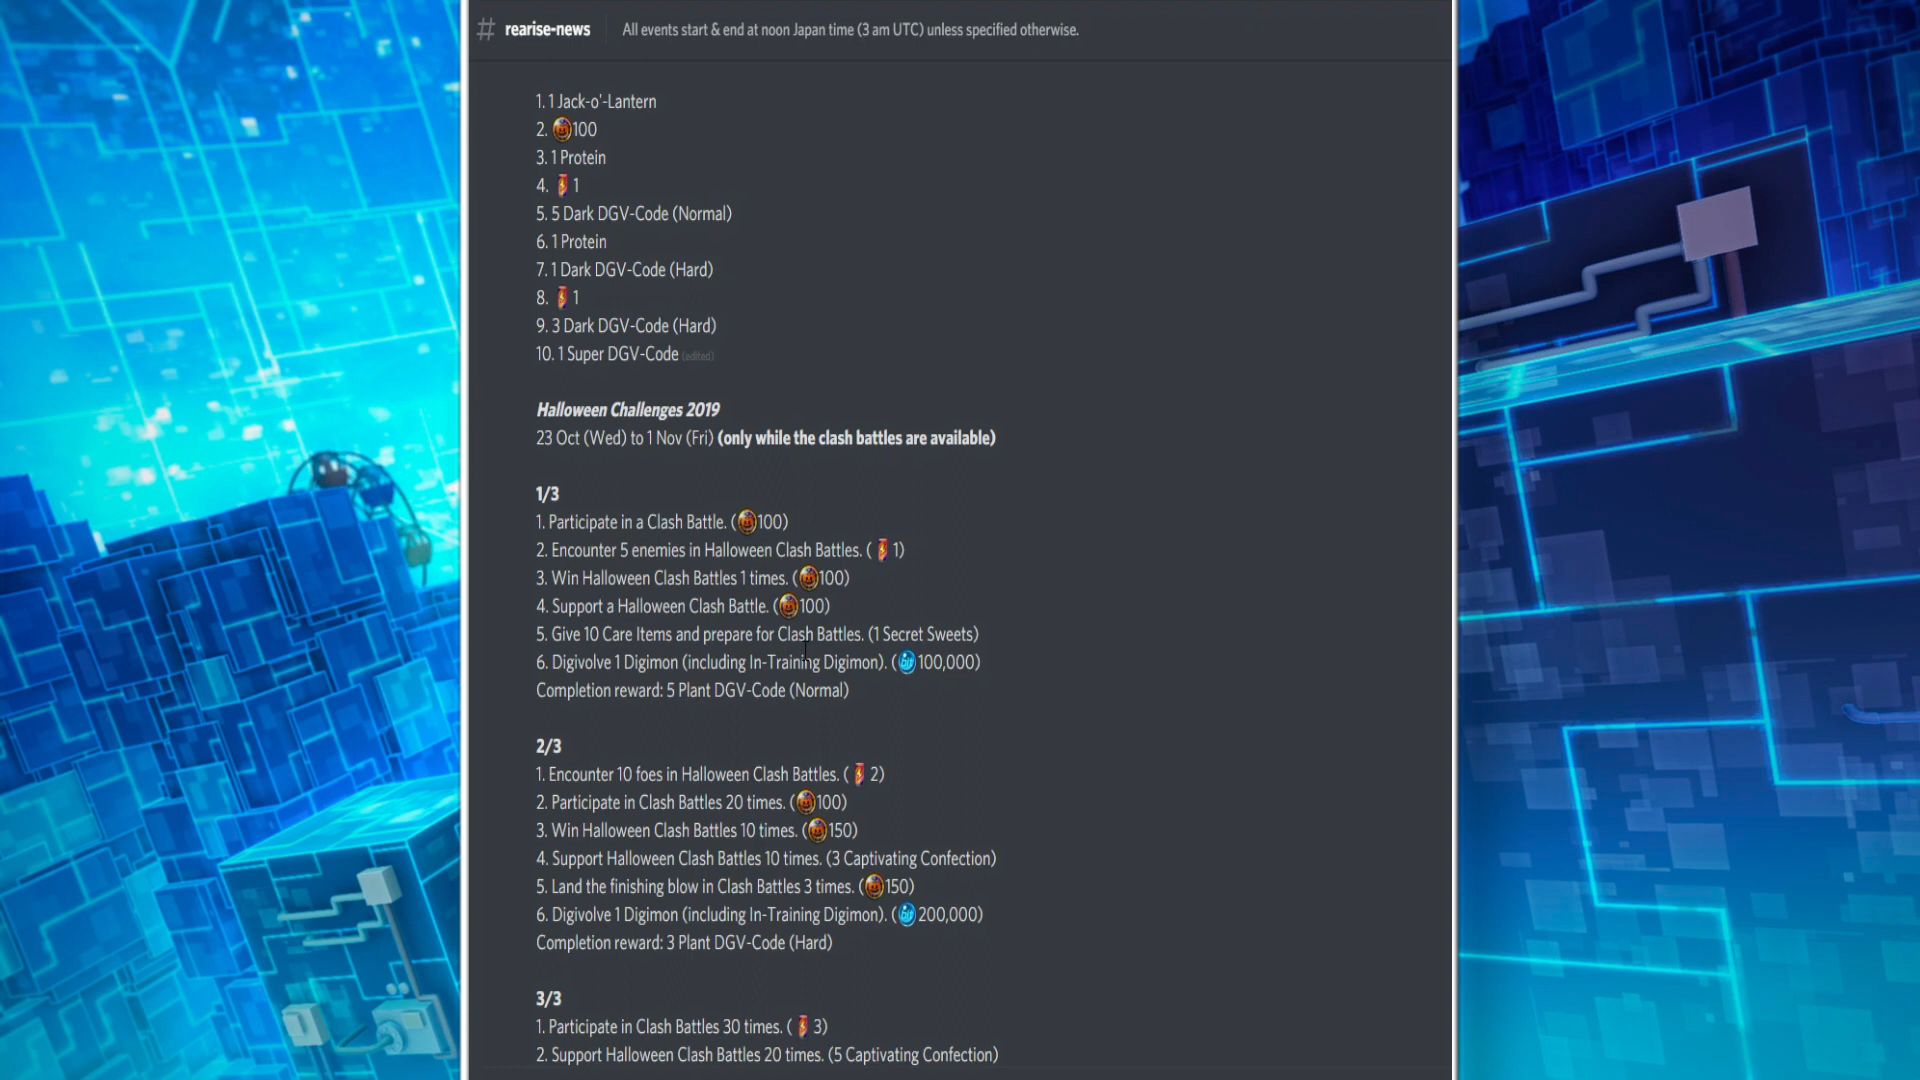 # rearise-news All events start & end at noon Japan time (3 am UTC) unless specified otherwise.
1. 1 Jack-o'-Lantern
2. 100
3. 1 Protein
4. 1
5. 5 Dark DGV-Code (Normal)
6. 1 Protein
7. 1 Dark DGV-Code (Hard)
8. 1
9. 3 Dark DGV-Code (Hard)
10. 1 Super DGV-Code (edited)
Halloween Challenges 2019
23 Oct (Wed) to 1 Nov (Fri) (only while the clash battles are available)
1/3
1. Participate in a Clash Battle. (100)
2. Encounter 5 enemies in Halloween Clash Battles. ( 1)
3. Win Halloween Clash Battles 1 times. (100)
4. Support a Halloween Clash Battle. (100)
5. Give 10 Care Items and prepare for Clash Battles. (1 Secret Sweets)
6. Digivolve 1 Digimon (including In-Training Digimon). (Bit 100,000)
Completion reward: 5 Plant DGV-Code (Normal)
2/3
1. Encounter 10 foes in Halloween Clash Battles. ( 2)
2. Participate in Clash Battles 20 times. (100)
3. Win Halloween Clash Battles 10 times. (150)
4. Support Halloween Clash Battles 10 times. (3 Captivating Confection)
5. Land the finishing blow in Clash Battles 3 times. (150)
6. Digivolve 1 Digimon (including In-Training Digimon). (Bit 200,000)
Completion reward: 3 Plant DGV-Code (Hard)
3/3
1. Participate in Clash Battles 30 times. ( 3)
2. Support Halloween Clash Battles 20 times. (5 Captivating Confection)